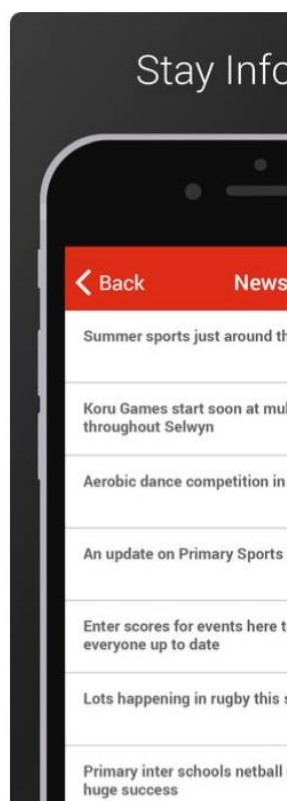 Stay Info
Back
News
Summer sports just around th
Koru Games start soon at mul
throughout Selwyn
Aerobic dance competition in
An update on Primary Sports
Enter scores for events here t
everyone up to date
Lots happening in rugby this s
Primary inter schools netball
huge success